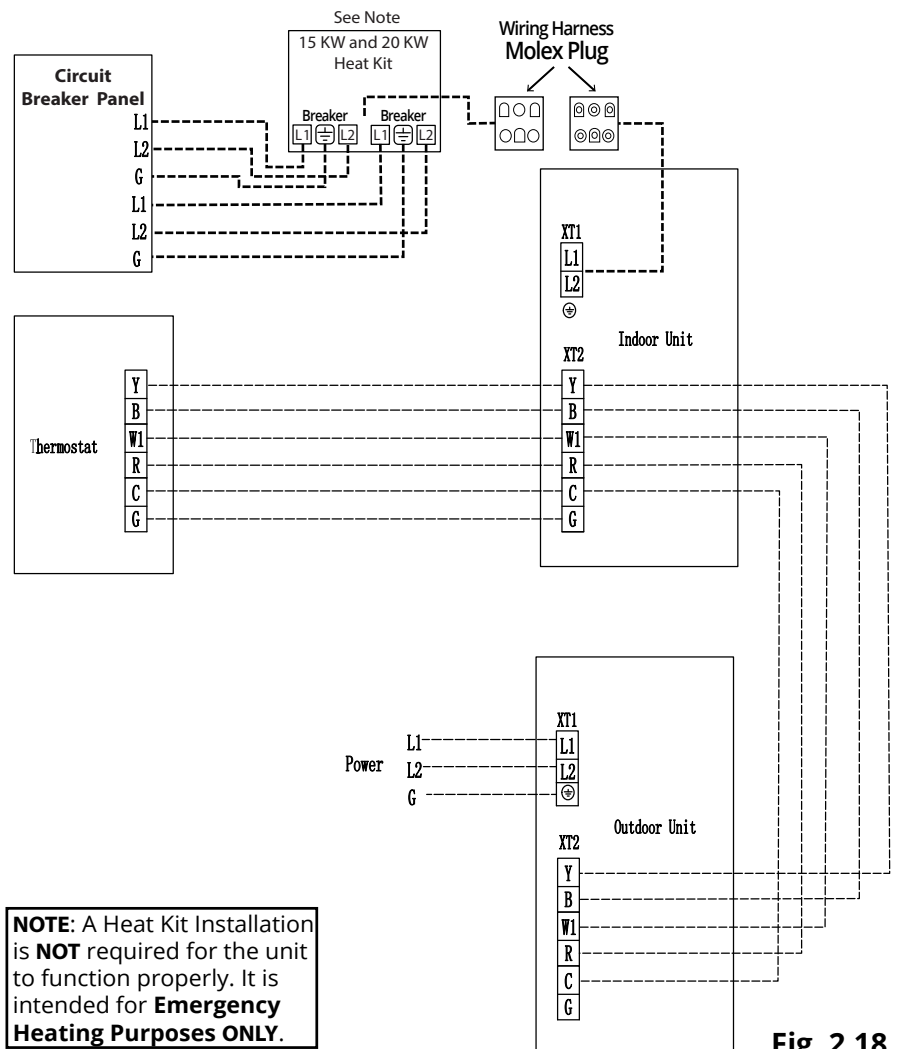 See Note
15 KW and 20 KW
Heat Kit
Breaker Breaker
L1 L2 L1 L2
Wiring Harness
Molex Plug
Circuit
Breaker Panel
L1
L2
G
L1
L2
G
XT1
L1
L2
Indoor Unit
XT2
Y
B
W1
R
C
G
Thermostat
Y
B
W1
R
C
G
Power
L1
L2
G
XT1
L1
L2
Outdoor Unit
XT2
Y
B
W1
R
C
G
NOTE: A Heat Kit Installation
is NOT required for the unit
to function properly. It is
intended for Emergency
Heating Purposes ONLY.
Fig. 2.18